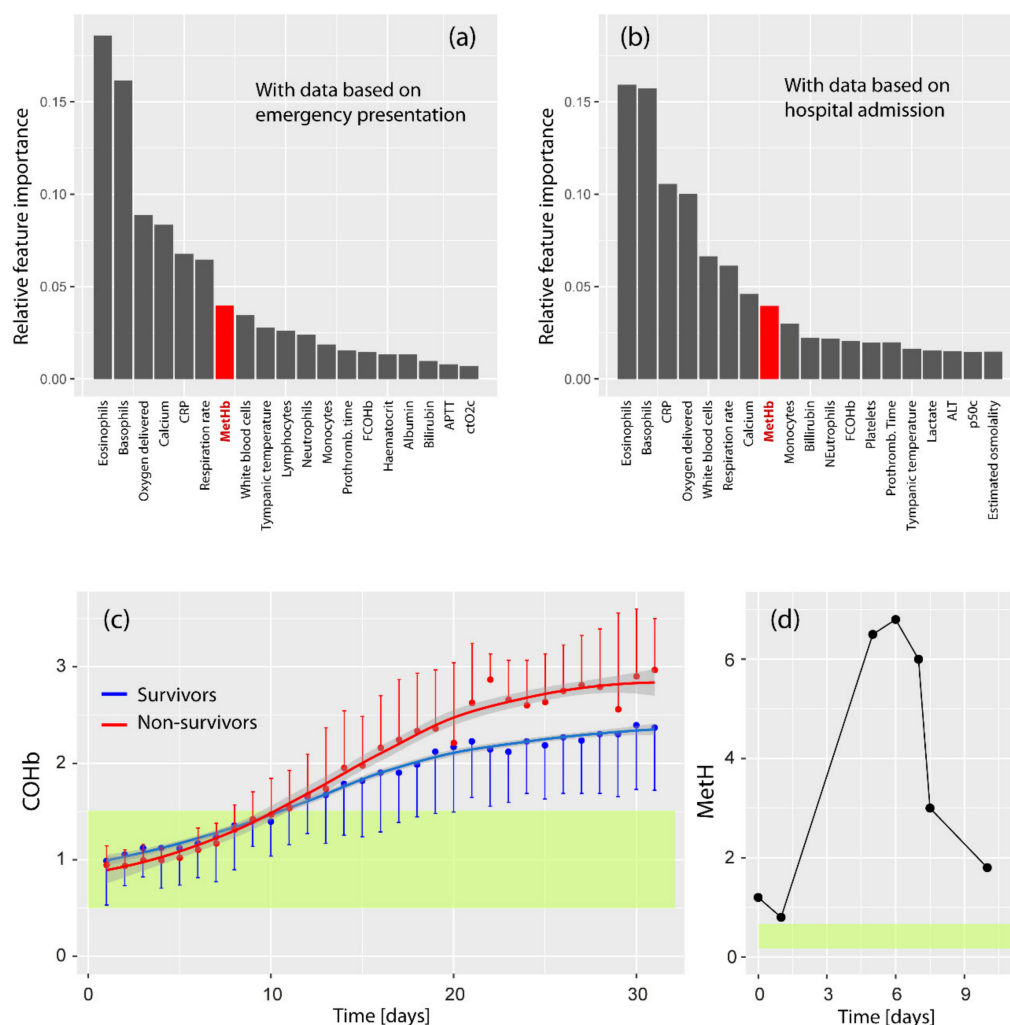 (a)
With data based on
emergency presentation
Relative feature importance
0.15
0.10
0.05
0.00
Eosinophils
Basophils
Oxygen delivered
Calcium
CRP
Respiration rate
MetHb
White blood cells
Tympanic temperature
Lymphocytes
Neutrophils
Monocytes
Prothromb. time
FCOHb
Haematocrit
Albumin
Bilirubin
APTT
ctO2c
(b)
With data based on
hospital admission
Relative feature importance
0.15
0.10
0.05
0.00
Eosinophils
Basophils
CRP
Oxygen delivered
White blood cells
Respiration rate
Calcium
MetHb
Monocytes
Billirubin
NEutrophils
FCOHb
Platelets
Prothromb. Time
Tympanic temperature
Lactate
ALT
p50c
Estimated osmolality
(c)
Survivors
Non-survivors
COHb
3
2
1
0
0
10
20
30
Time [days]
(d)
MetH
6
4
2
0
0
3
6
9
Time [days]